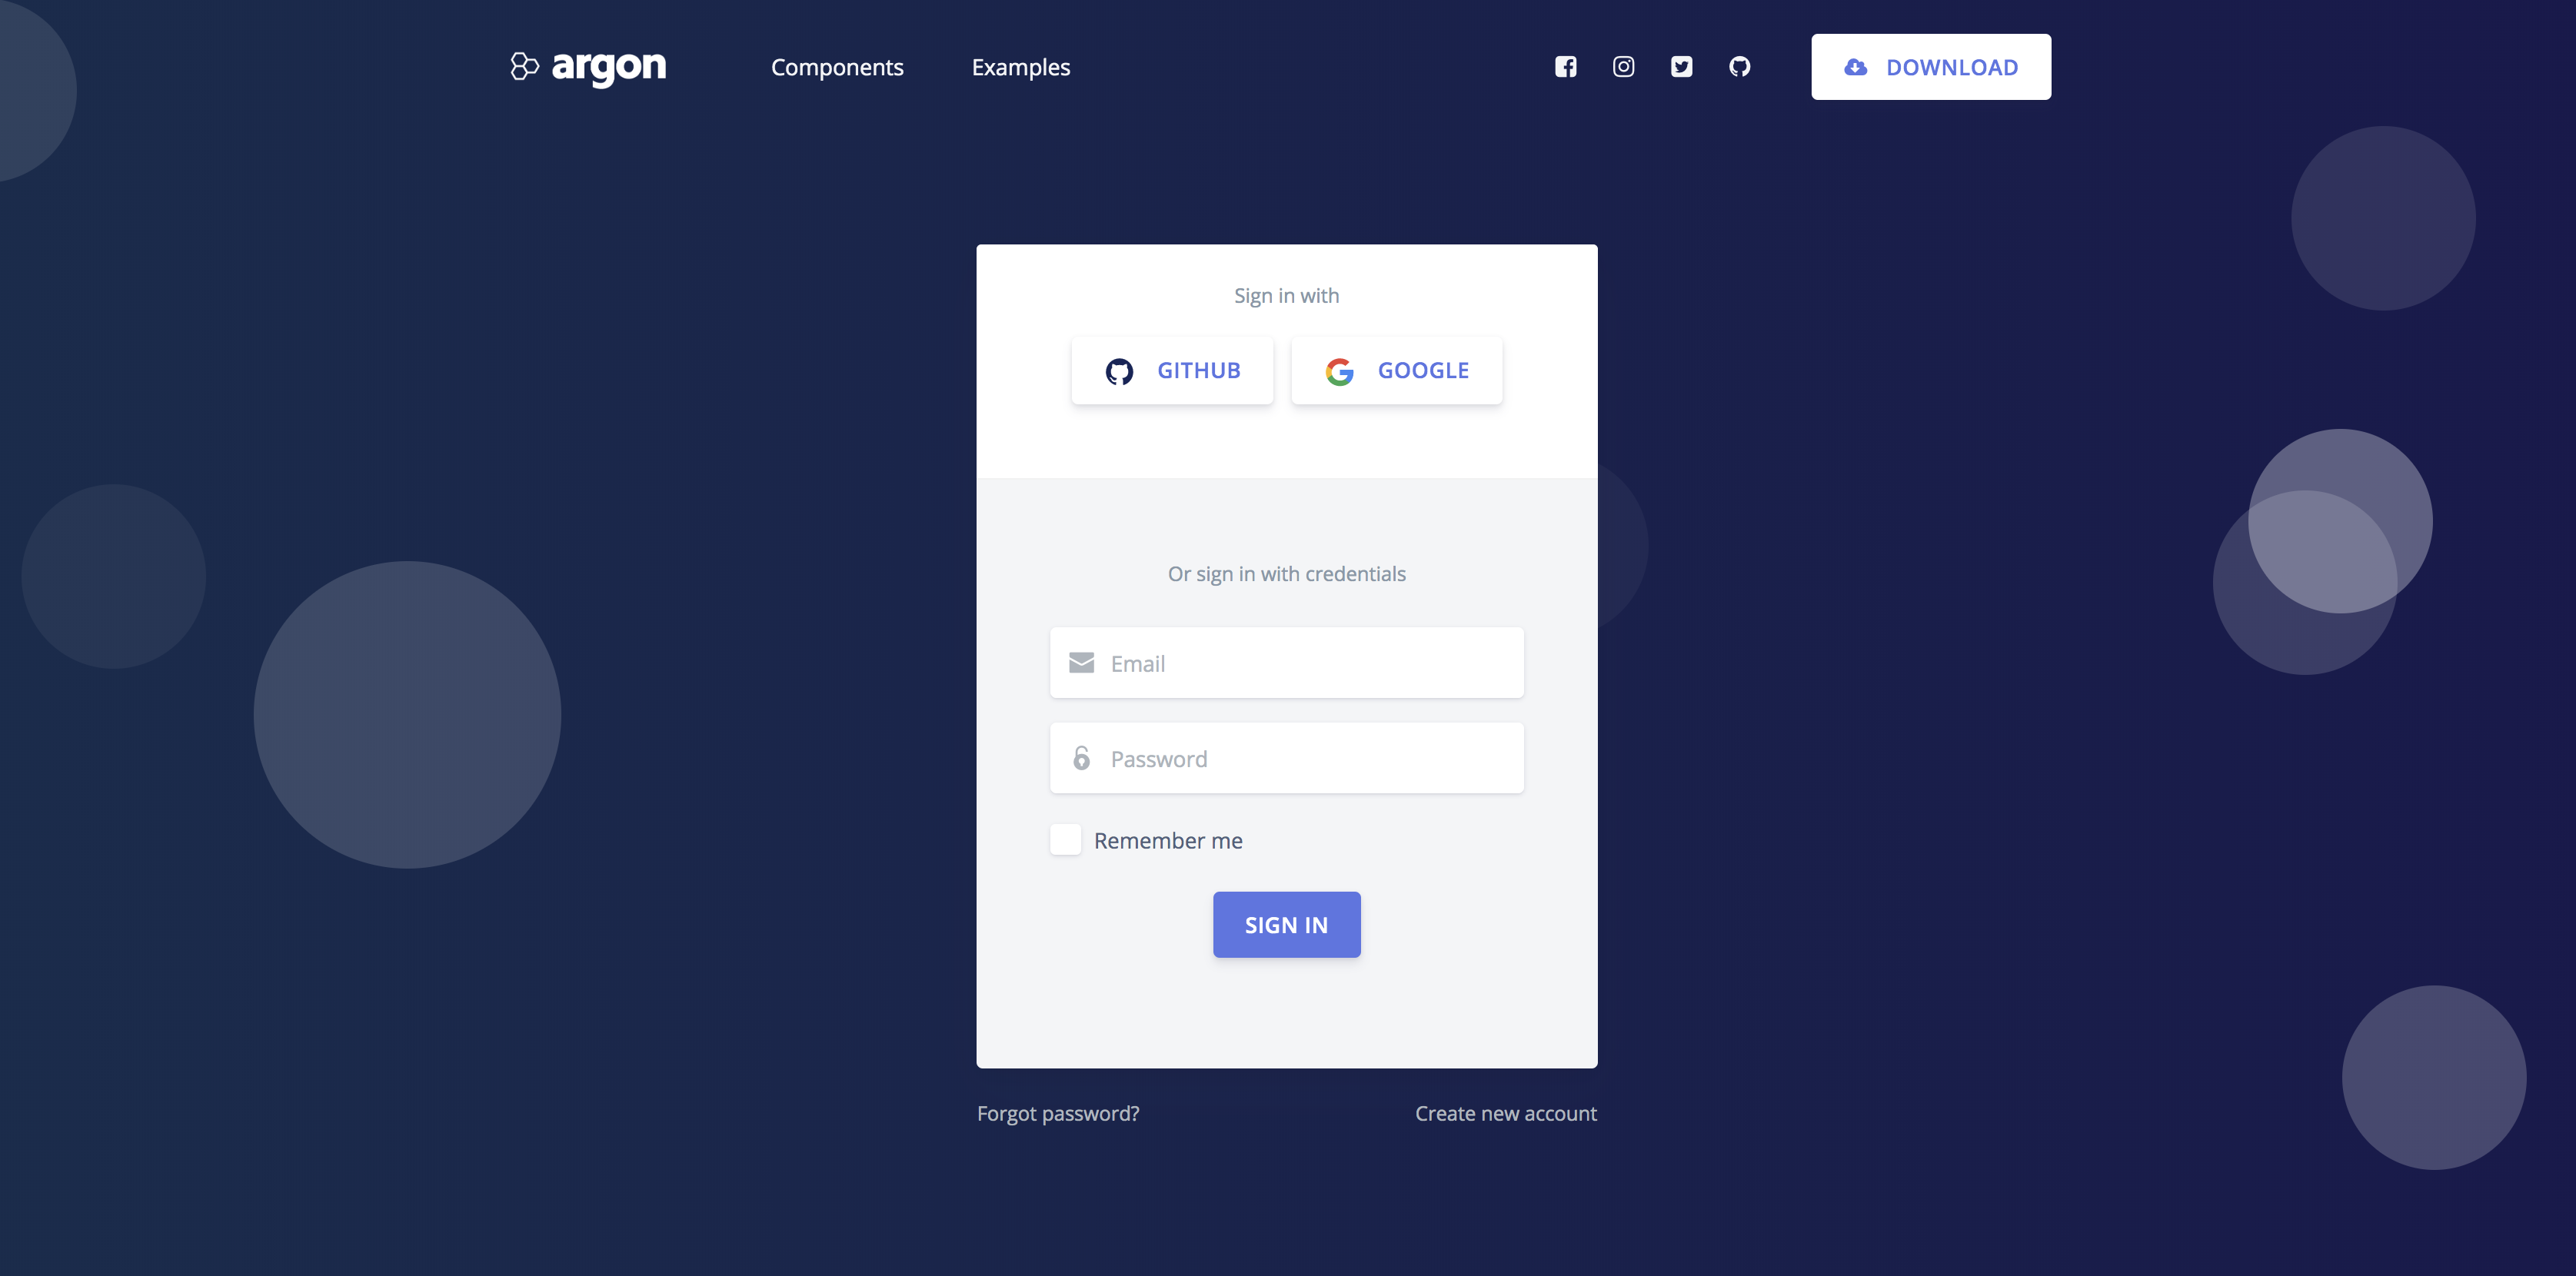 argon Components Examples DOWNLOAD
Sign in with
GITHUB GOOGLE
Or sign in with credentials
Email
Password
Remember me
SIGN IN
Forgot password? Create new account